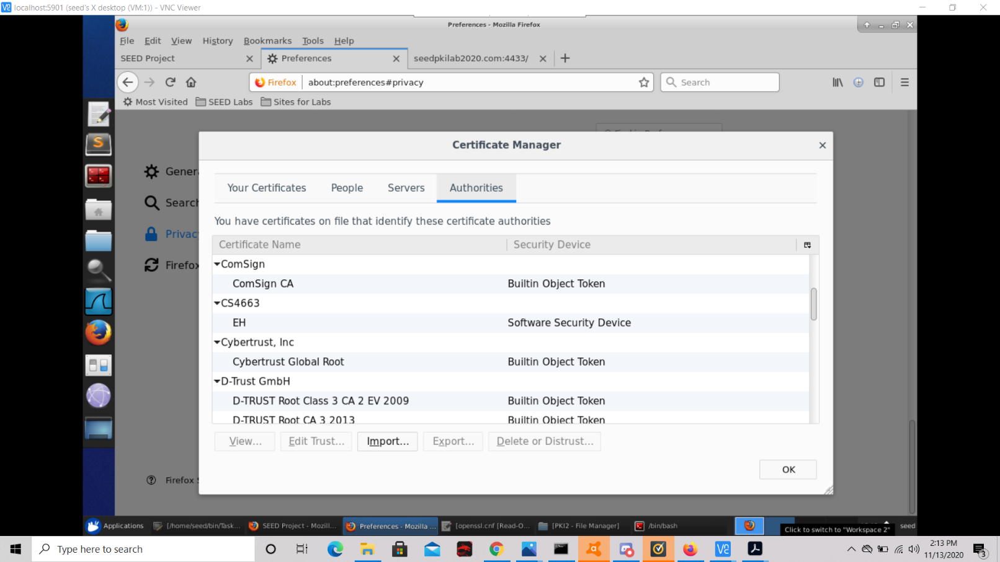 localhost:5901 (seed's X desktop (VM:1)) - VNC Viewer
Preferences - Mozilla Firefox
File Edit View History Bookmarks Tools Help
SEED Project
Preferences
seedpkilab2020.com:4433/
Firefox
about:preferences#privacy
Search
Most Visited
SEED Labs
Sites for Labs
Certificate Manager
Your Certificates
People
Servers
Authorities
You have certificates on file that identify these certificate authorities
Certificate Name
Security Device
ComSign
ComSign CA
Builtin Object Token
CS4663
EH
Software Security Device
Cybertrust, Inc
Cybertrust Global Root
Builtin Object Token
D-Trust GmbH
D-TRUST Root Class 3 CA 2 EV 2009
Builtin Object Token
D-TRUST Root CA 3 2013
Builtin Object Token
View...
Edit Trust...
Import...
Export...
Delete or Distrust...
OK
Gener
Search
Privac
Firefox
Firefox S
Applications
[/home/seed/bin/Task...
SEED Project - Mozill...
Preferences - Mozilla ...
[openssl.cnf [Read-O...
[PKI2 - File Manager]
/bin/bash
Click to switch to "Workspace 2"
seed
Type here to search
2:13 PM
11/13/2020
3